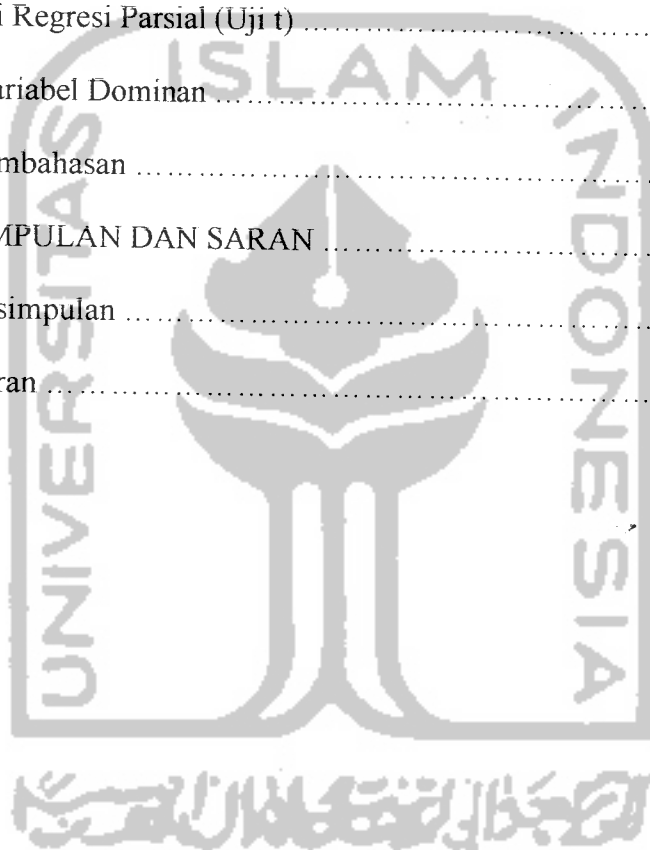 i Regresi Parsial (Uji t) ........................................
ariabel Dominan ........................................
mbahasan ........................................
MPULAN DAN SARAN ........................................
simpulan ........................................
ran ........................................
UNIVERSITAS
ISLAM
INDONESIA